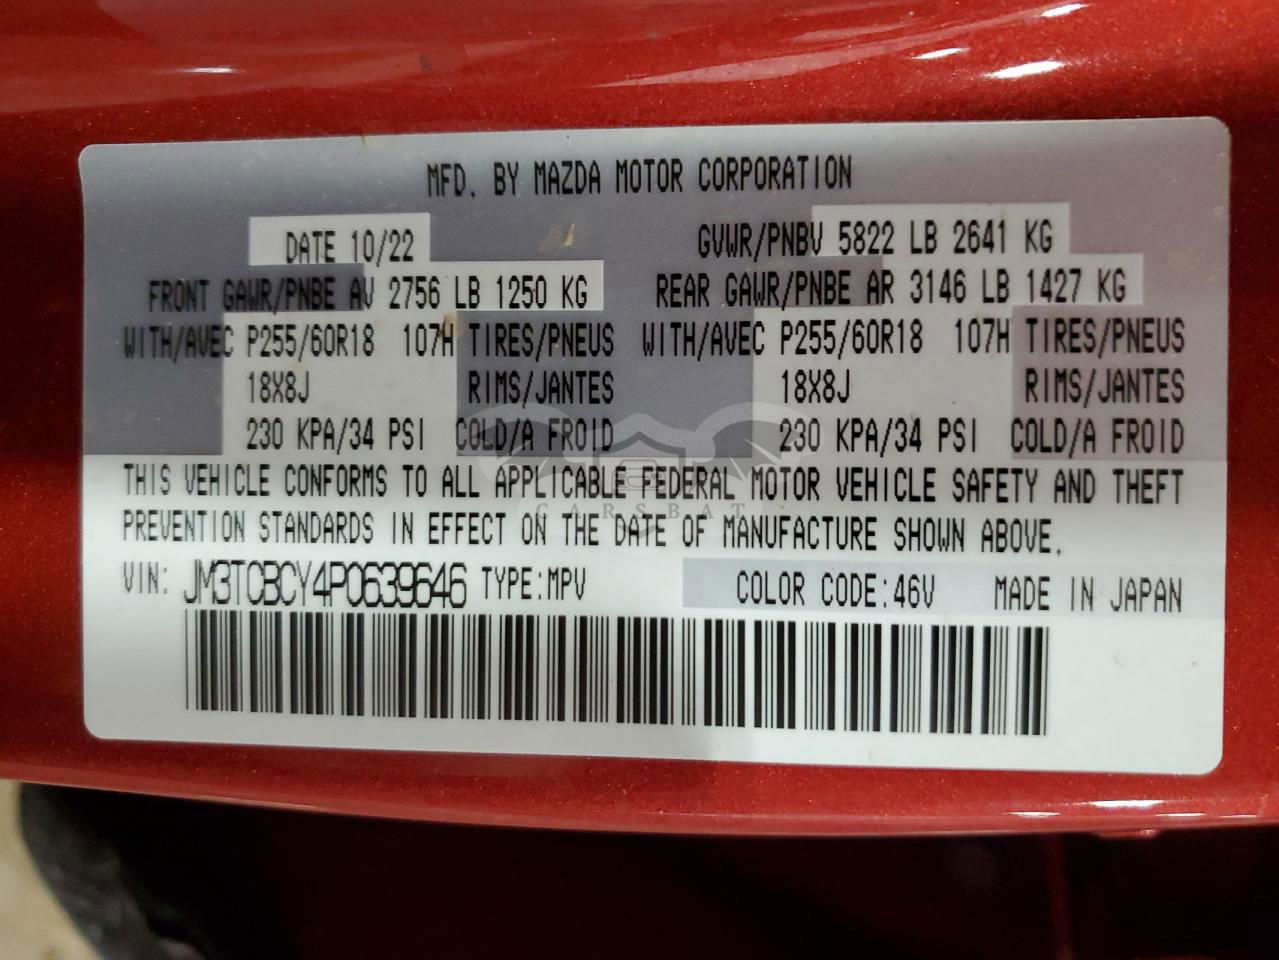 MFD. BY MAZDA MOTOR CORPORATION
DATE 10/22 GVWR/PNBV 5822 LB 2641 KG
FRONT GAWR/PNBE AV 2756 LB 1250 KG REAR GAWR/PNBE AR 3146 LB 1427 KG
WITH/AVEC P255/60R18 107H TIRES/PNEUS WITH/AVEC P255/60R18 107H TIRES/PNEUS
18X8J RIMS/JANTES 18X8J RIMS/JANTES
230 KPA/34 PSI COLD/A FROID 230 KPA/34 PSI COLD/A FROID
THIS VEHICLE CONFORMS TO ALL APPLICABLE FEDERAL MOTOR VEHICLE SAFETY AND THEFT
CARSBAT
PREVENTION STANDARDS IN EFFECT ON THE DATE OF MANUFACTURE SHOWN ABOVE.
VIN: JM3TCBCY4P0639646 TYPE:MPV COLOR CODE:46V MADE IN JAPAN